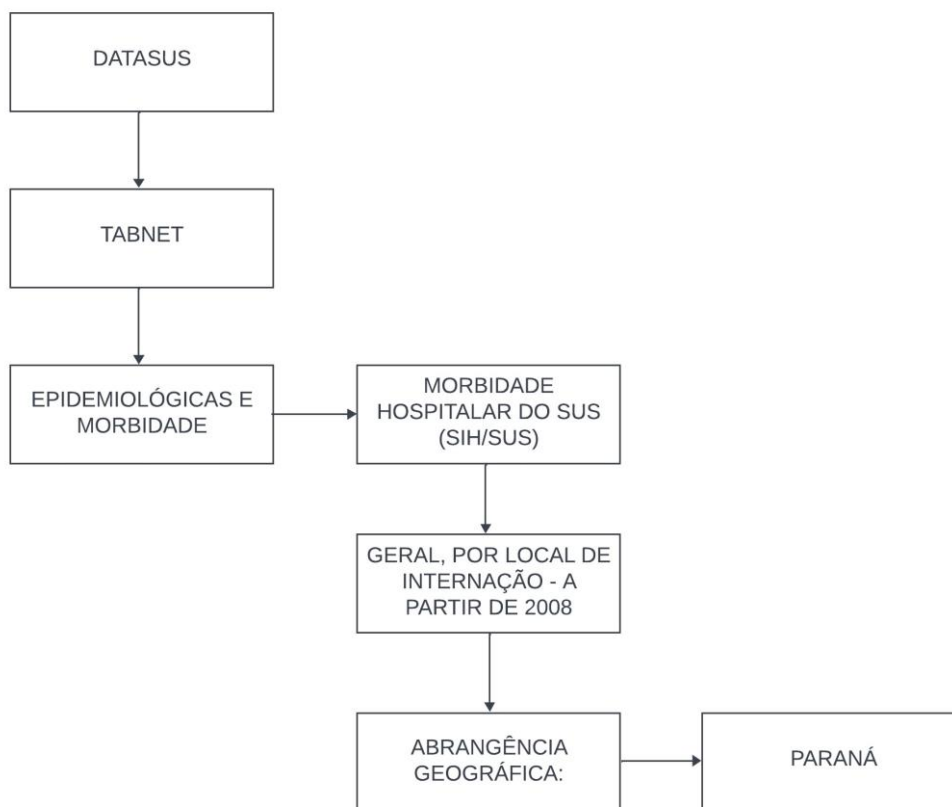 DATASUS
TABNET
EPIDEMIOLÓGICAS E
MORBIDADE
MORBIDADE
HOSPITALAR DO SUS
(SIH/SUS)
GERAL, POR LOCAL DE
INTERNAÇÃO - A
PARTIR DE 2008
ABRANGÊNCIA
GEOGRÁFICA:
PARANÁ